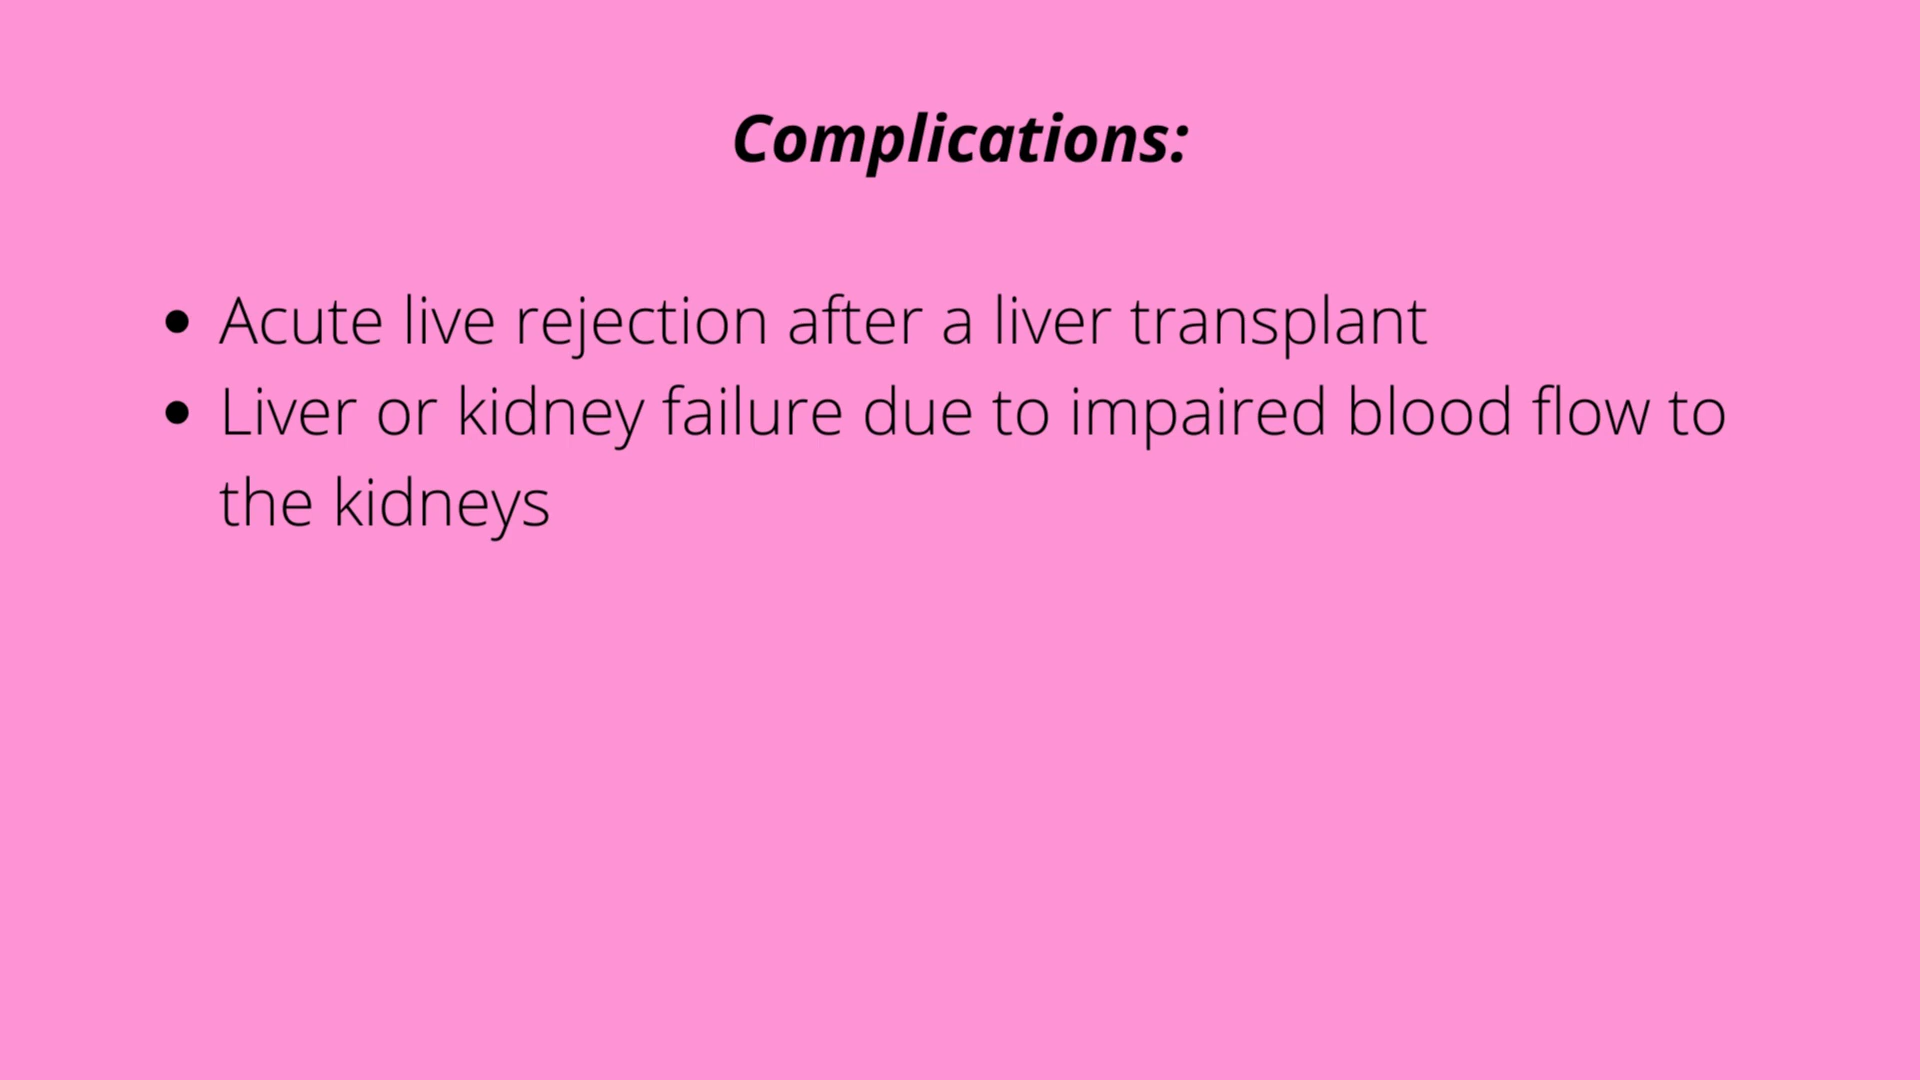 Complications:
• Acute live rejection after a liver transplant
• Liver or kidney failure due to impaired blood flow to
the kidneys